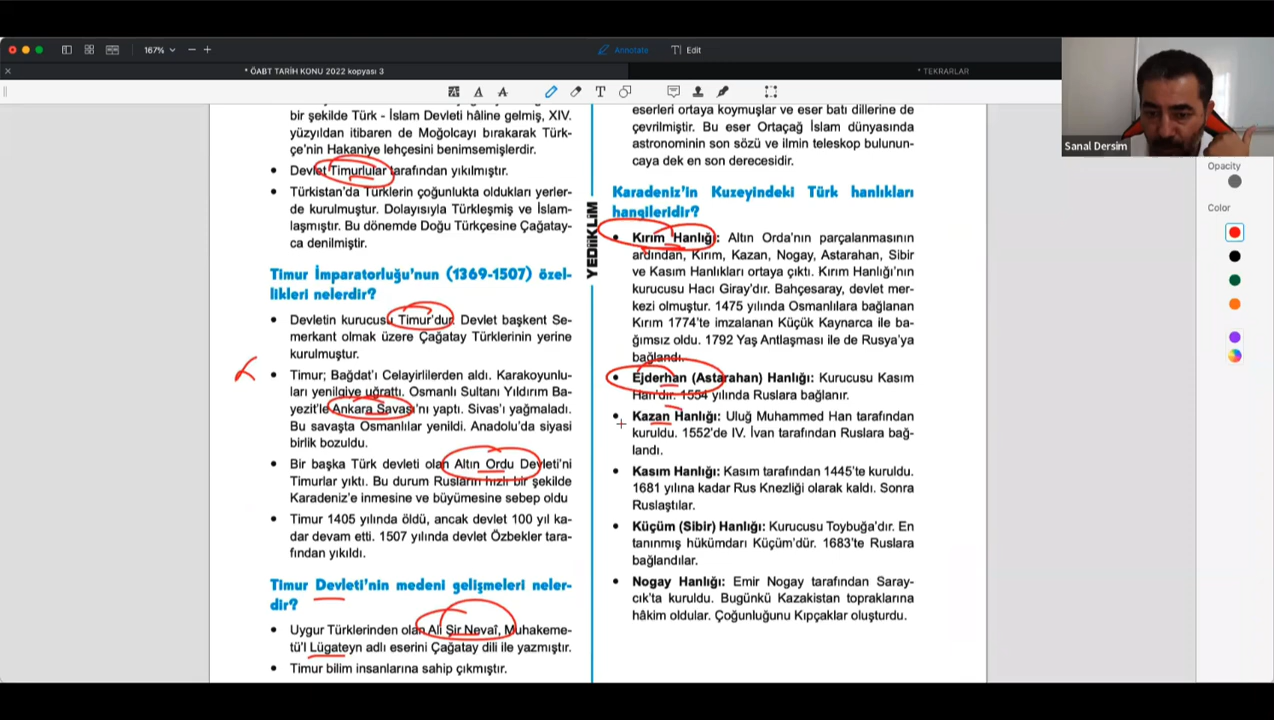 167%
Annotate
Edit
* ÖABT TARİH KONU 2022 kopyası 3
* TEKRARLAR
Sanal Dersim
Opacity
Color
bir şekilde Türk - İslam Devleti hâline gelmiş, XIV.
yüzyıldan itibaren de Moğolcayı bırakarak Türk-
çe'nin Hakaniye lehçesini benimsemişlerdir.
• Devlet Timurlular tarafından yıkılmıştır.
• Türkistan'da Türklerin çoğunlukta oldukları yerler-
de kurulmuştur. Dolayısıyla Türkleşmiş ve İslam-
laşmıştır. Bu dönemde Doğu Türkçesine Çağatay-
ca denilmiştir.
Timur İmparatorluğu'nun (1369-1507) özel-
likleri nelerdir?
• Devletin kurucusu Timur'dur. Devlet başkent Se-
merkant olmak üzere Çağatay Türklerinin yerine
kurulmuştur.
• Timur; Bağdat'ı Celayirlilerden aldı. Karakoyunlu-
ları yenilgiye uğrattı. Osmanlı Sultanı Yıldırım Ba-
yezit'le Ankara Savaşı'nı yaptı. Sivas'ı yağmaladı.
Bu savaşta Osmanlılar yenildi. Anadolu'da siyasi
birlik bozuldu.
• Bir başka Türk devleti olan Altın Ordu Devleti'ni
Timurlar yıktı. Bu durum Rusların hızlı bir şekilde
Karadeniz'e inmesine ve büyümesine sebep oldu
• Timur 1405 yılında öldü, ancak devlet 100 yıl ka-
dar devam etti. 1507 yılında devlet Özbekler tara-
fından yıkıldı.
Timur Devleti'nin medeni gelişmeleri neler-
dir?
• Uygur Türklerinden olan Ali Şir Nevaî, Muhakeme-
tü'l Lügateyn adlı eserini Çağatay dili ile yazmıştır.
• Timur bilim insanlarına sahip çıkmıştır.
YEDİİKLİM
eserleri ortaya koymuşlar ve eser batı dillerine de
çevrilmiştir. Bu eser Ortaçağ İslam dünyasında
astronominin son sözü ve ilmin teleskop bulunun-
caya dek en son derecesidir.
Karadeniz'in Kuzeyindeki Türk hanlıkları
hangileridir?
• Kırım Hanlığı: Altın Orda'nın parçalanmasının
ardından, Kırım, Kazan, Nogay, Astarahan, Sibir
ve Kasım Hanlıkları ortaya çıktı. Kırım Hanlığı'nın
kurucusu Hacı Giray'dır. Bahçesaray, devlet mer-
kezi olmuştur. 1475 yılında Osmanlılara bağlanan
Kırım 1774'te imzalanan Küçük Kaynarca ile ba-
ğımsız oldu. 1792 Yaş Antlaşması ile de Rusya'ya
bağlandı.
• Ejderhan (Astarahan) Hanlığı: Kurucusu Kasım
Han'dır. 1554 yılında Ruslara bağlanır.
• Kazan Hanlığı: Uluğ Muhammed Han tarafından
kuruldu. 1552'de IV. İvan tarafından Ruslara bağ-
landı.
• Kasım Hanlığı: Kasım tarafından 1445'te kuruldu.
1681 yılına kadar Rus Knezliği olarak kaldı. Sonra
Ruslaştılar.
• Küçüm (Sibir) Hanlığı: Kurucusu Toybuğa'dır. En
tanınmış hükümdarı Küçüm'dür. 1683'te Ruslara
bağlandılar.
• Nogay Hanlığı: Emir Nogay tarafından Saray-
cık'ta kuruldu. Bugünkü Kazakistan topraklarına
hâkim oldular. Çoğunluğunu Kıpçaklar oluşturdu.